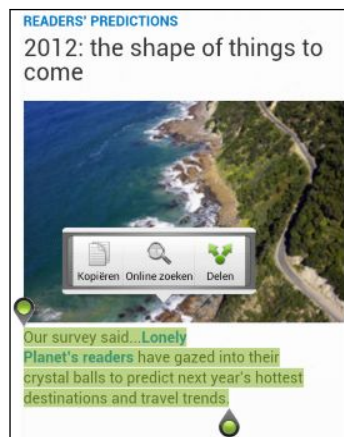 READERS' PREDICTIONS
2012: the shape of things to
come
Kopiëren Online zoeken Delen
Our survey said...Lonely
Planet's readers have gazed into their
crystal balls to predict next year's hottest
destinations and travel trends.